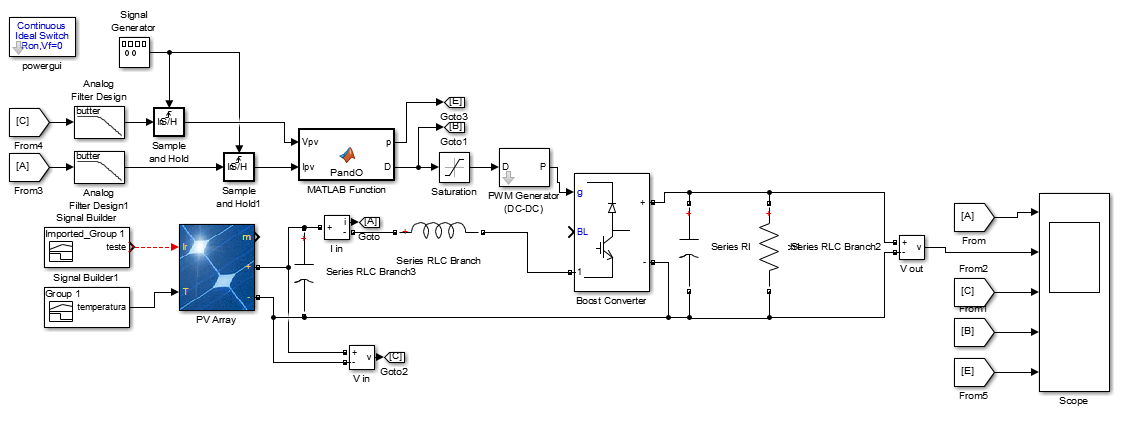 Continuous
Ideal Switch
Ron,Vf=0
powergui
Signal
Generator
[C]
From4
Analog
Filter Design
butter
In S/H
Sample
and Hold
[A]
From3
butter
Analog
Filter Design1
In S/H
Sample
and Hold1
Vpv
Ipv
p
D
PandO
MATLAB Function
[E]
Goto3
[B]
Goto1
Saturation
D
P
PWM Generator
(DC-DC)
Signal Builder
Imported_Group 1
teste
Signal Builder1
Group 1
temperatura
Ir
T
m
+
-
PV Array
+
i
-
I in
[A]
Goto
Series RLC Branch3
Series RLC Branch
g
BL
1
+
-
Boost Converter
Series Rl
Series RLC Branch2
+
-
v
V out
+
-
v
V in
[C]
Goto2
[A]
From
From2
[C]
From1
[B]
[E]
From5
Scope